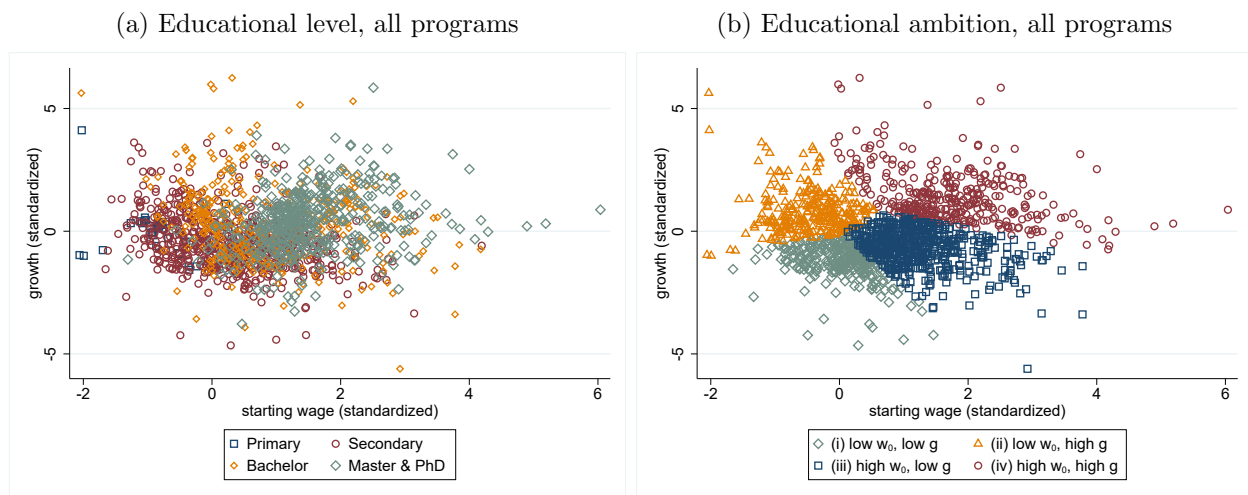 (a) Educational level, all programs
growth (standardized)
5
0
-5
-2 0 2 4 6
starting wage (standardized)
Primary Secondary
Bachelor Master & PhD
(b) Educational ambition, all programs
growth (standardized)
5
0
-5
-2 0 2 4 6
starting wage (standardized)
(i) low w₀, low g (ii) low w₀, high g
(iii) high w₀, low g (iv) high w₀, high g